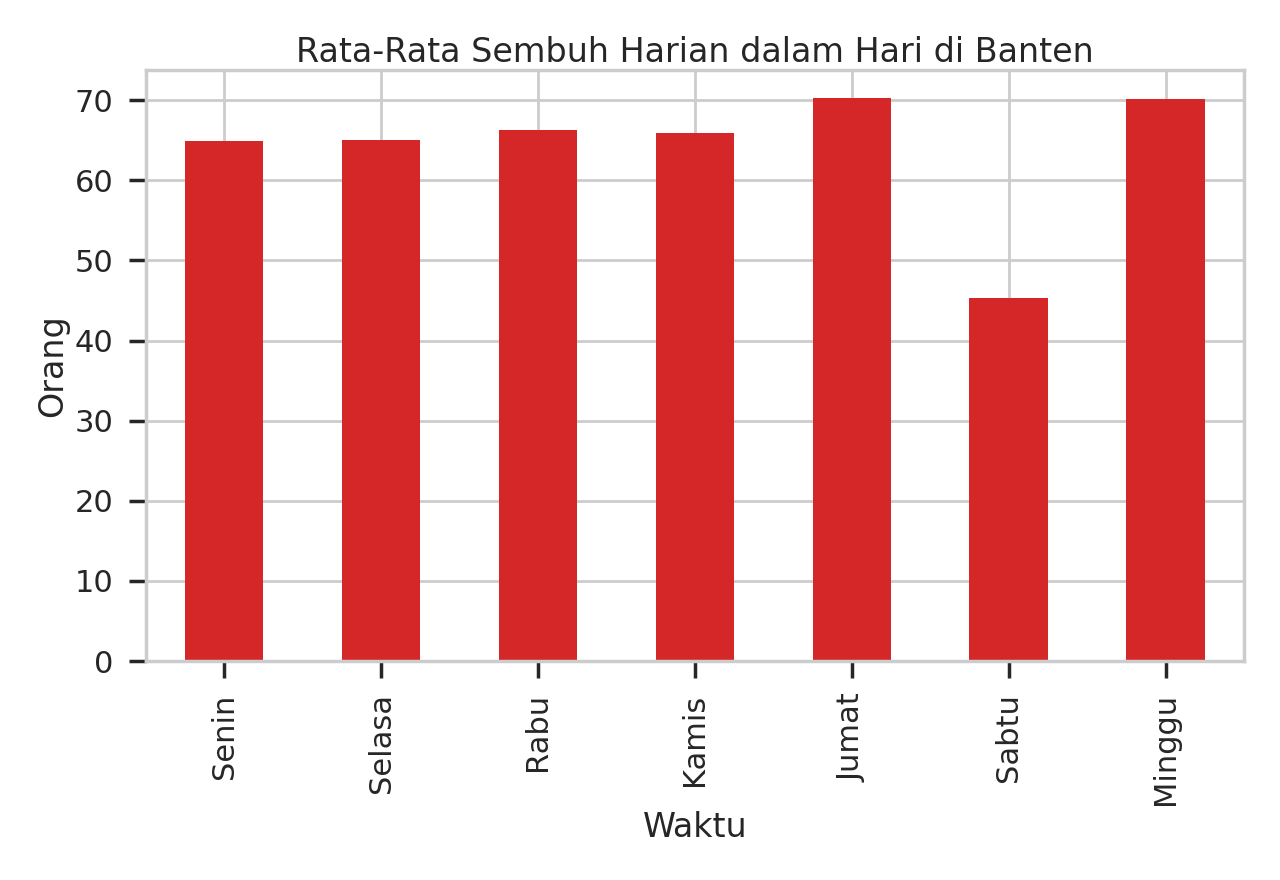 Rata-Rata Sembuh Harian dalam Hari di Banten
Orang
70
60
50
40
30
20
10
0
Senin
Selasa
Rabu
Kamis
Jumat
Sabtu
Minggu
Waktu